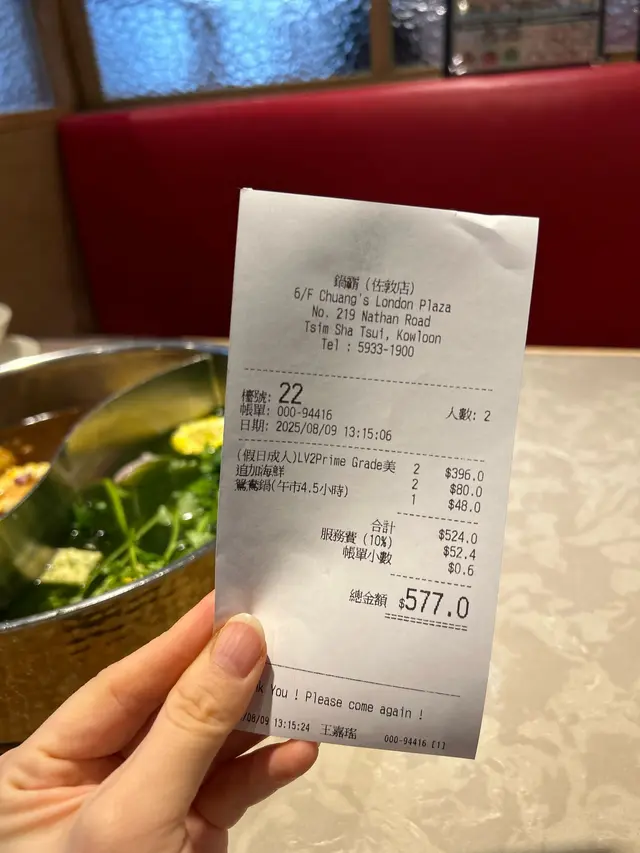 鍋霸 (佐敦店)
6/F Chuang's London Plaza
No. 219 Nathan Road
Tsim Sha Tsui, Kowloon
Tel : 5933-1900
檯號: 22 人數: 2
帳單: 000-94416
日期: 2025/08/09 13:15:06
(假日成人)LV2Prime Grade美 2 $396.0
追加海鮮 2 $80.0
鴛鴦鍋(午市4.5小時) 1 $48.0
合計 $524.0
服務費 (10%) $52.4
帳單小數 $0.6
總金額 $577.0
You ! Please come again !
/08/09 13:15:24 王嘉瑤 000-94416 [1]